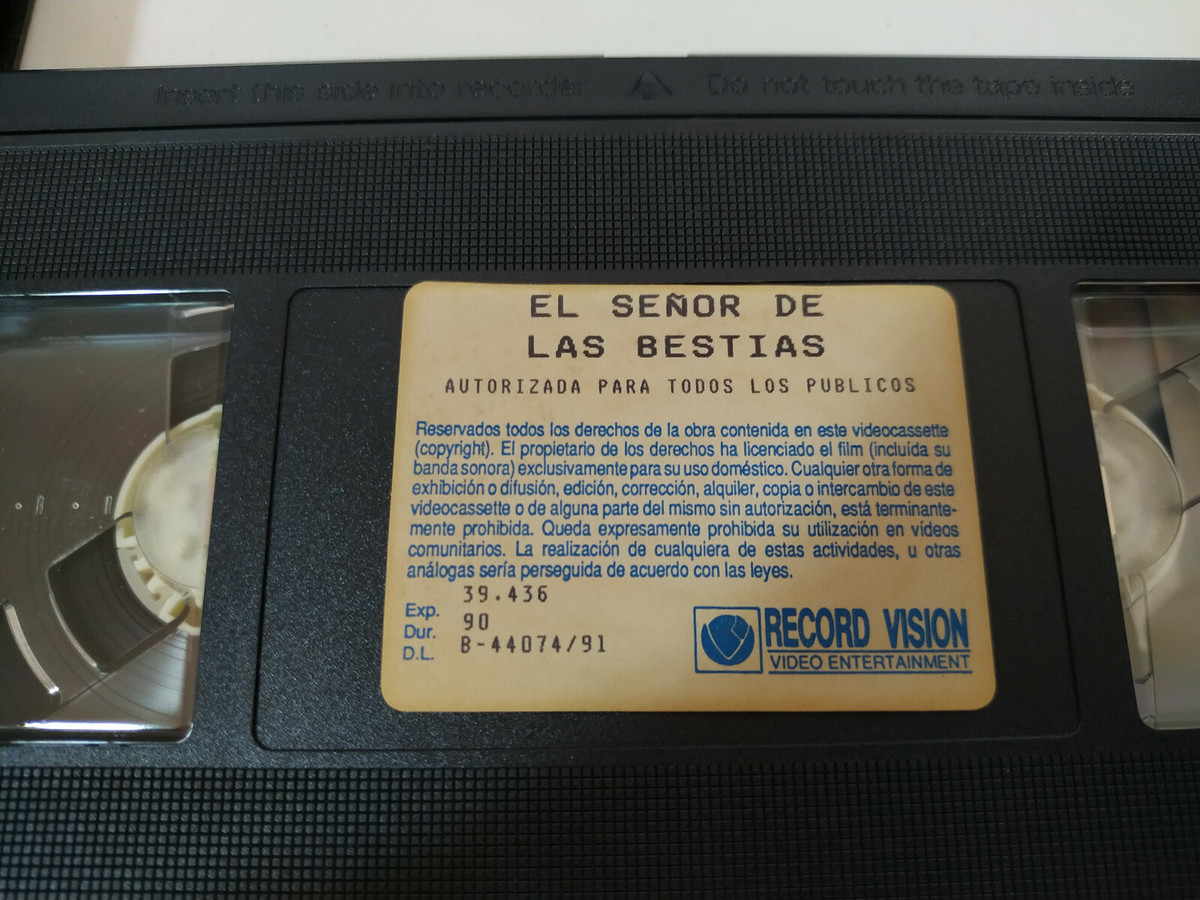 Insert this side into recorder Do not touch the tape inside
EL SEÑOR DE
LAS BESTIAS
AUTORIZADA PARA TODOS LOS PUBLICOS
Reservados todos los derechos de la obra contenida en este videocassette
(copyright). El propietario de los derechos ha licenciado el film (incluída su
banda sonora) exclusivamente para su uso doméstico. Cualquier otra forma de
exhibición o difusión, edición, corrección, alquiler, copia o intercambio de este
videocassette o de alguna parte del mismo sin autorización, está terminante-
mente prohibida. Queda expresamente prohibida su utilización en vídeos
comunitarios. La realización de cualquiera de estas actividades, u otras
análogas sería perseguida de acuerdo con las leyes.
Exp. 39.436
Dur. 90
D.L. B-44074/91
RECORD VISION
VIDEO ENTERTAINMENT